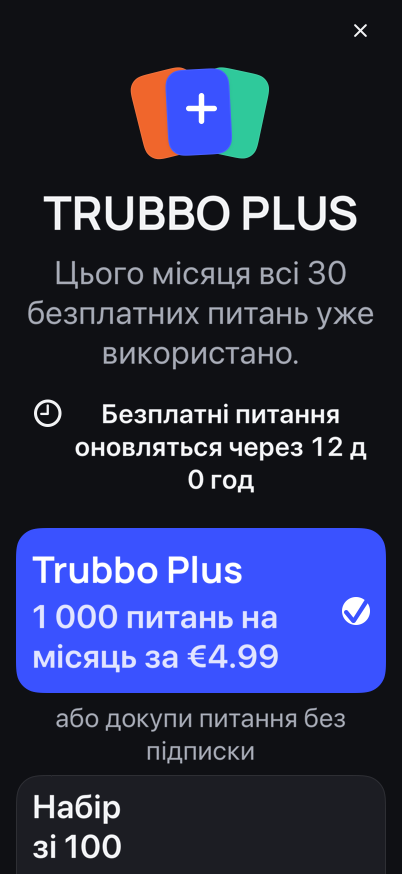 TRUBBO PLUS
Цього місяця всі 30
безплатних питань уже
використано.
Безплатні питання
оновляться через 12 д
0 год
Trubbo Plus
1 000 питань на
місяць за €4.99
або докупи питання без
підписки
Набір
зі 100